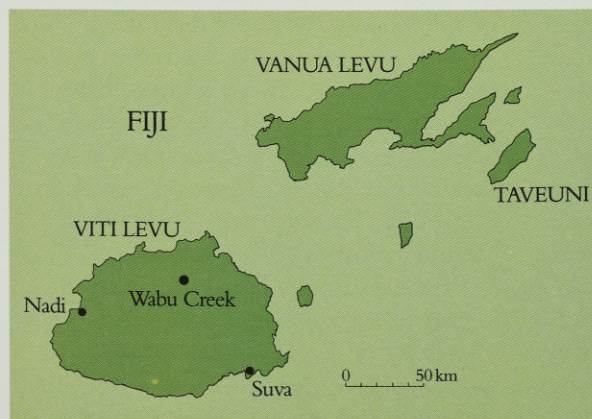 VANUA LEVU
FIJI
TAVEUNI
VITI LEVU
Wabu Creek
Nadi
0 50 km
Suva